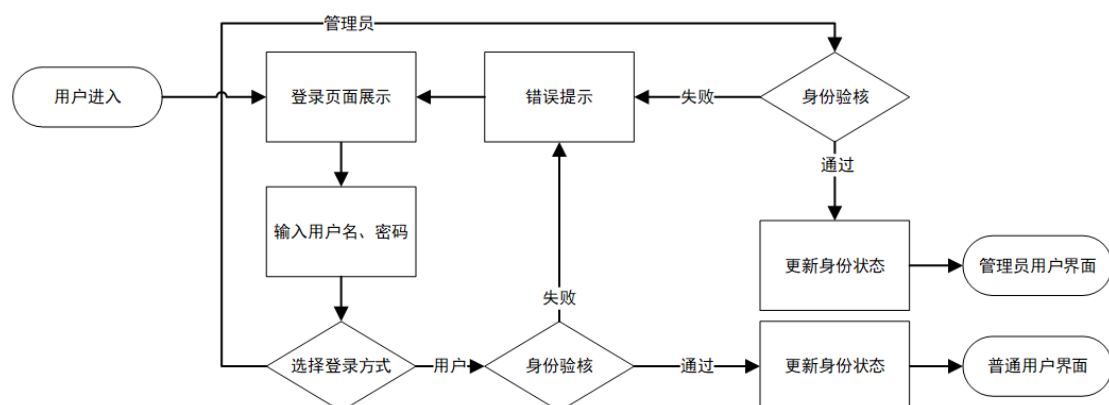 管理员
用户进入
登录页面展示
错误提示
失败
身份验核
通过
输入用户名、密码
更新身份状态
管理员用户界面
失败
选择登录方式
用户
身份验核
通过
更新身份状态
普通用户界面